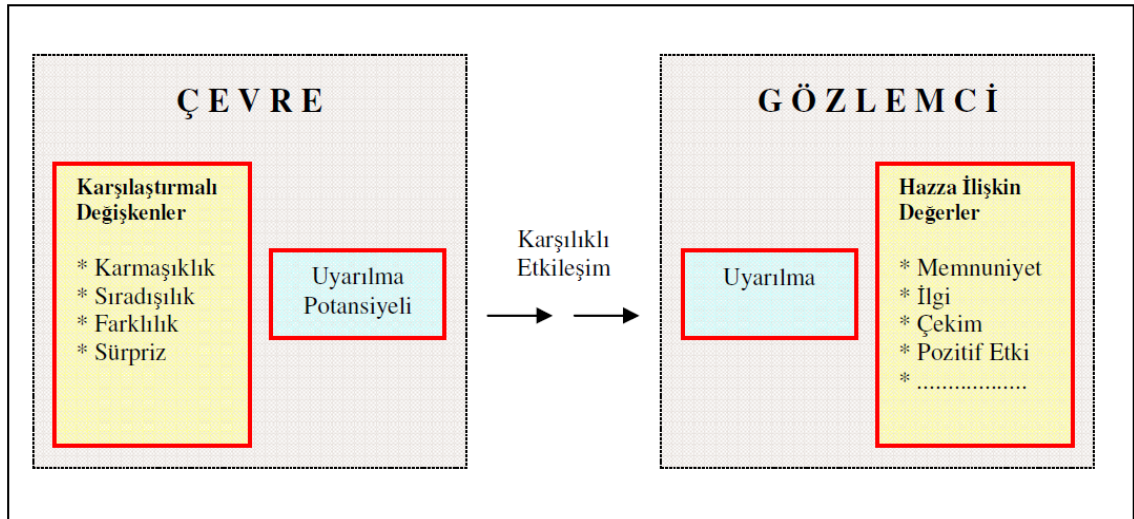 Ç E V R E
Karşılaştırmalı
Değişkenler
* Karmaşıklık
* Sıradışılık
* Farklılık
* Sürpriz
Uyarılma
Potansiyeli
Karşılıklı
Etkileşim
G Ö Z L E M C İ
Uyarılma
Hazza İlişkin
Değerler
* Memnuniyet
* İlgi
* Çekim
* Pozitif Etki
* ..................